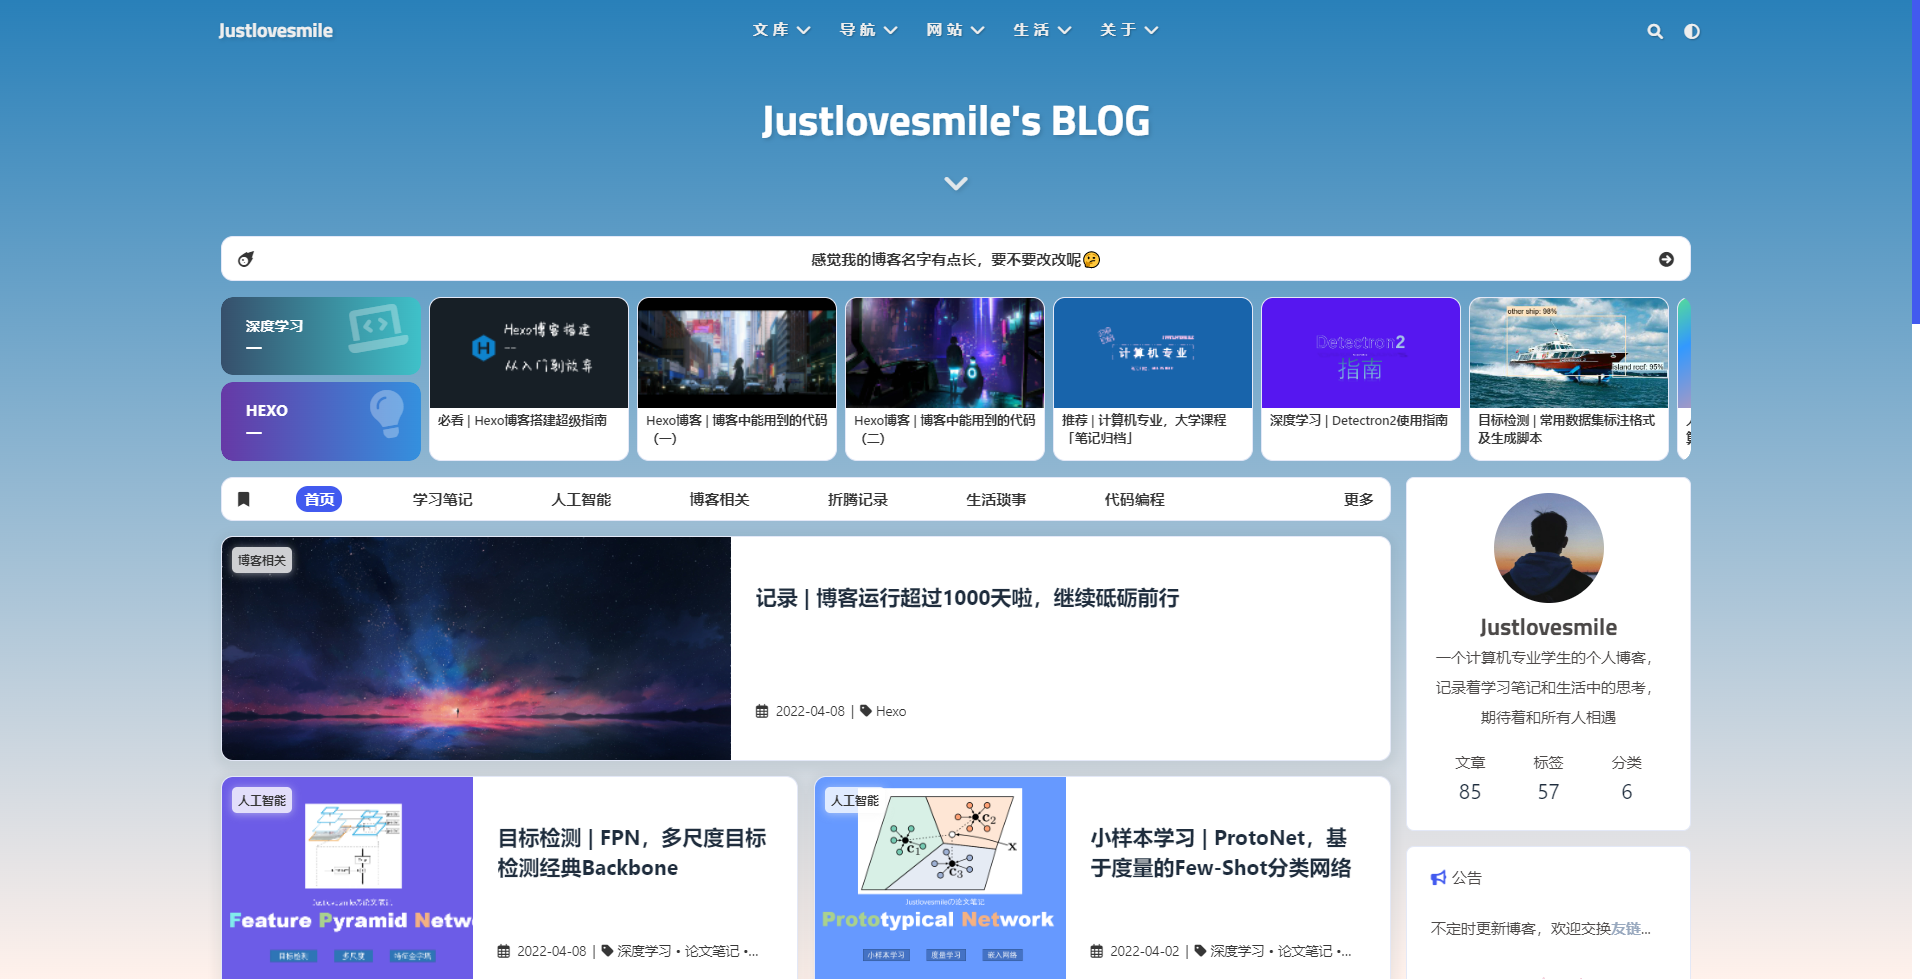 Justlovesmile
文库 导航 网站 生活 关于
Justlovesmile's BLOG
感觉我的博客名字有点长，要不要改改呢🤔
深度学习
HEXO
Hexo博客搭建
--
从入门到放弃
必看 | Hexo博客搭建超级指南
Hexo博客 | 博客中能用到的代码
（一）
Hexo博客 | 博客中能用到的代码
（二）
计算机专业
推荐 | 计算机专业，大学课程
「笔记归档」
Detectron2
指南
深度学习 | Detectron2使用指南
other ship: 98%
island reef: 95%
目标检测 | 常用数据集标注格式
及生成脚本
首页 学习笔记 人工智能 博客相关 折腾记录 生活琐事 代码编程 更多
博客相关
记录 | 博客运行超过1000天啦，继续砥砺前行
2022-04-08 | Hexo
人工智能
Justlovesmileの论文笔记
Feature Pyramid Netw
目标检测 多尺度 特征金字塔
目标检测 | FPN，多尺度目标
检测经典Backbone
2022-04-08 | 深度学习 • 论文笔记 •...
人工智能
c1 c2 c3 x
Justlovesmileの论文笔记
Prototypical Network
小样本学习 度量学习 嵌入网络
小样本学习 | ProtoNet，基
于度量的Few-Shot分类网络
2022-04-02 | 深度学习 • 论文笔记 •...
Justlovesmile
一个计算机专业学生的个人博客，
记录着学习笔记和生活中的思考，
期待着和所有人相遇
文章 标签 分类
85 57 6
公告
不定时更新博客，欢迎交换友链...